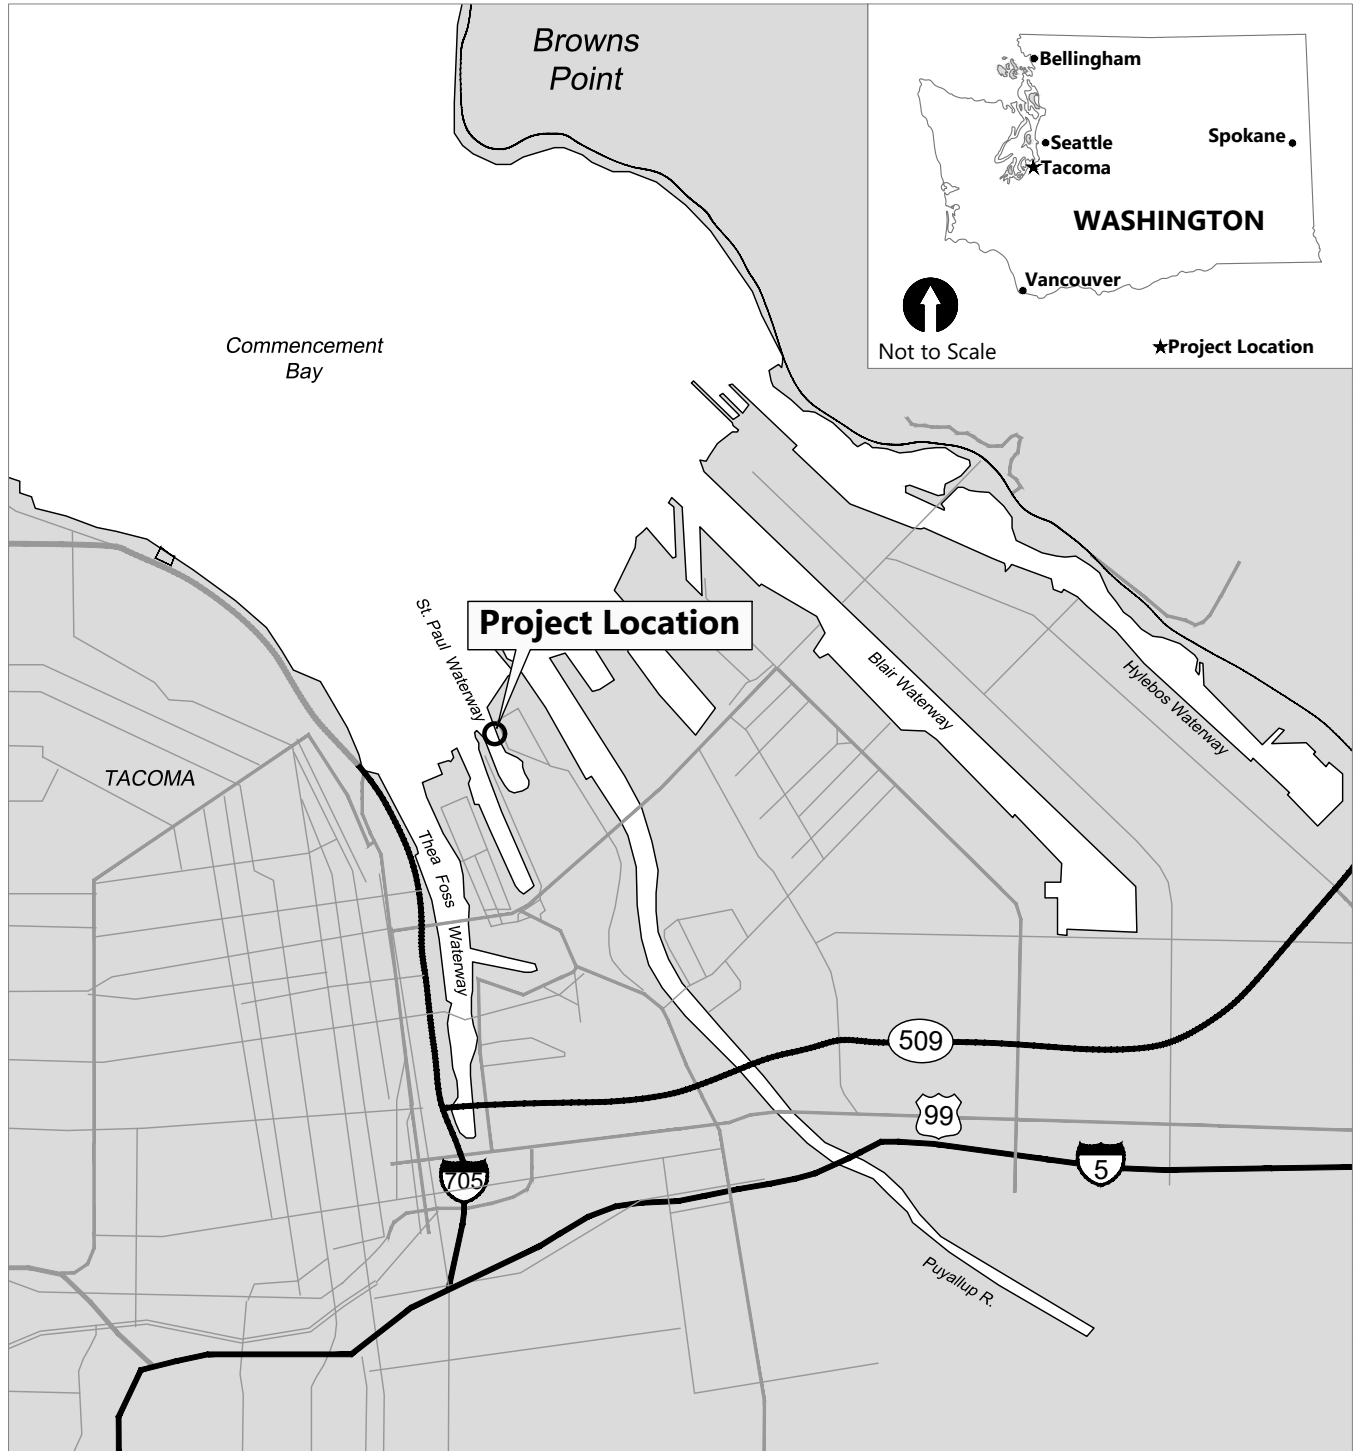 Browns
Point
Bellingham
Seattle
Spokane
Tacoma
WASHINGTON
Vancouver
Not to Scale
Project Location
Commencement
Bay
St. Paul Waterway
Project Location
Blair Waterway
Hylebos Waterway
TACOMA
Thea Foss Waterway
509
99
5
705
Puyallup R.